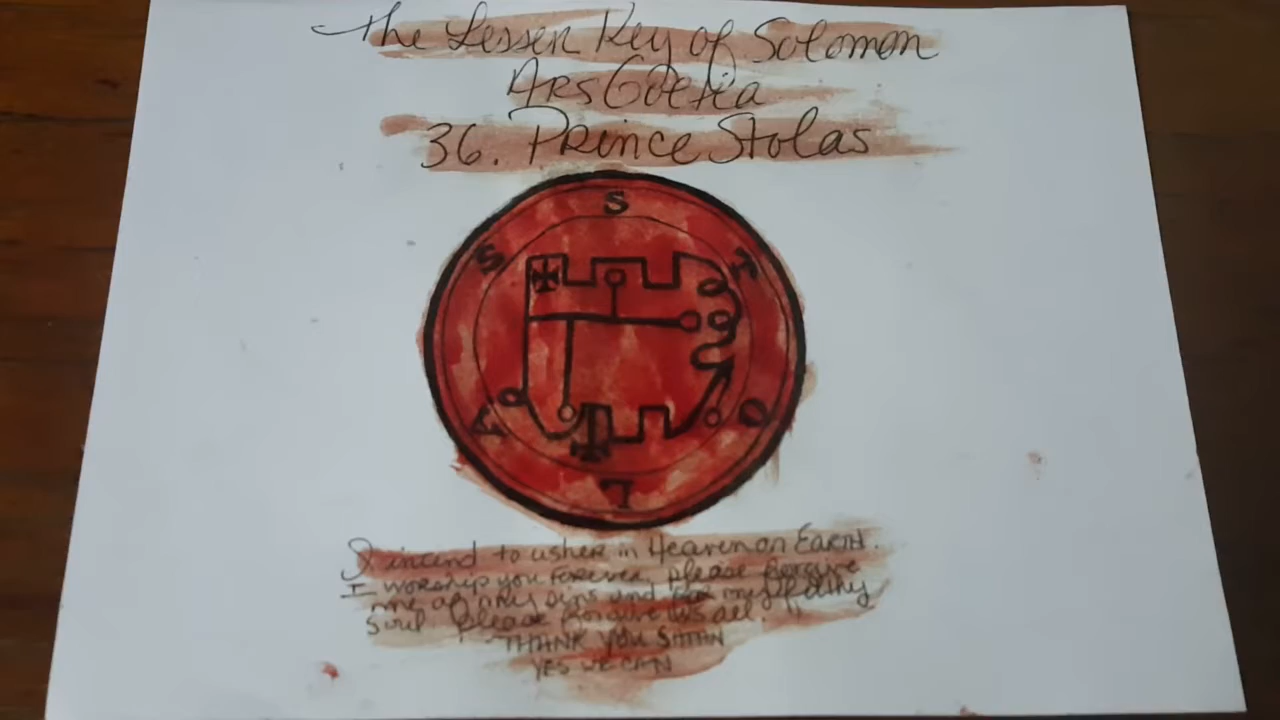 The Lesser Key of Solomon
Ars Goetia
36. Prince Stolas
S T O L A S
I intend to usher in Heaven on EARTH.
I worship you forever, please forgive
me of my sins and for my filthy
soul please forgive us all.
THANK YOU SATAN
YES WE CAN